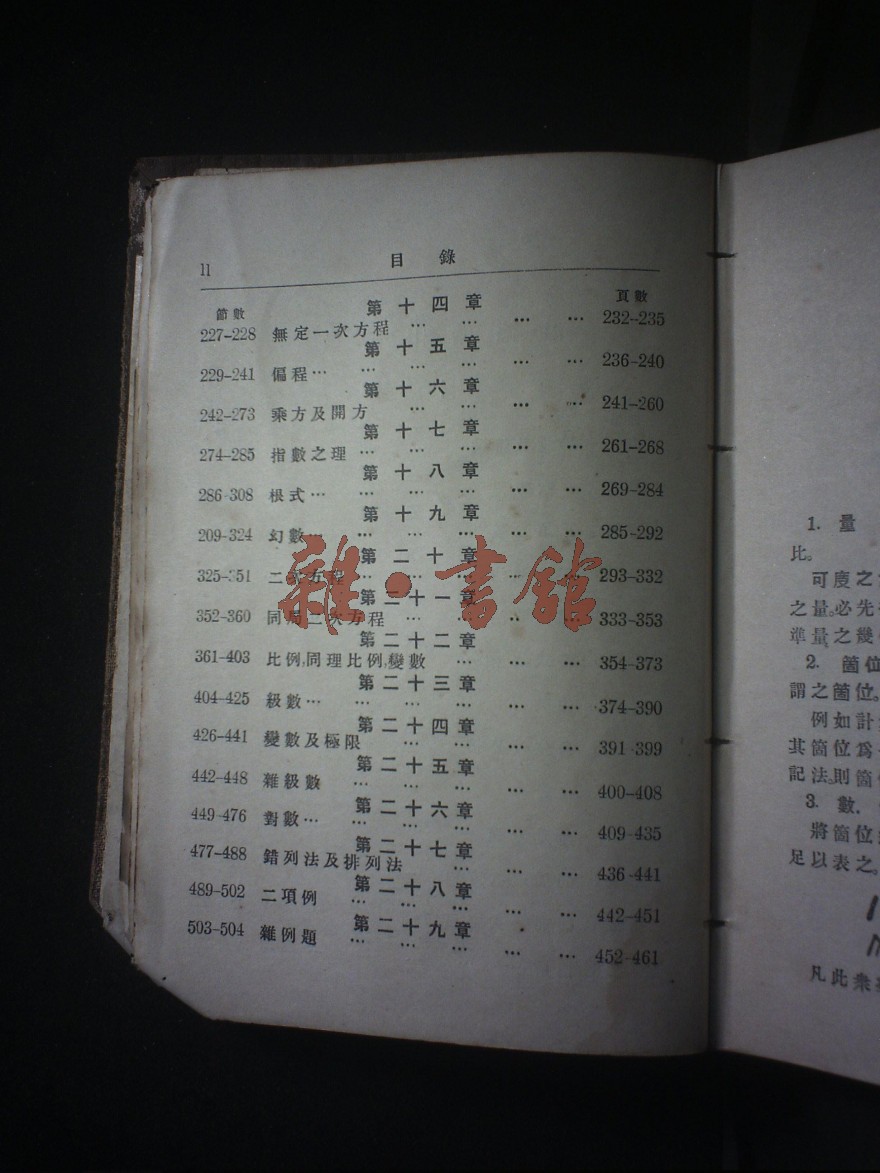 11 目錄
節數 第十四章 頁數
227–228 無定一次方程 … … … … 232–235
第十五章
229–241 偏程… … … … … … 236–240
第十六章
242–273 乘方及開方 … … … … 241–260
第十七章
274–285 指數之理… … … … … 261–268
第十八章
286–308 根式… … … … … … 269–284
第十九章
209–324 幻數… … … … … … 285–292
第二十章
325–351 二次方程 … … … … … 293–332
第二十一章
352–360 同局二次方程 … … … … 333–353
第二十二章
361–403 比例,同理比例,變數 … … … … 354–373
第二十三章
404–425 級數… … … … … … 374–390
第二十四章
426–441 變數及極限 … … … … 391–399
第二十五章
442–448 雜級數 … … … … … 400–408
第二十六章
449–476 對數… … … … … … 409–435
第二十七章
477–488 錯列法及排列法 … … … … 436–441
第二十八章
489–502 二項例 … … … … … 442–451
第二十九章
503–504 雜例題 … … … … … 452–461
雜·書館
1. 量
比。
可度之
之量。必先
準量之幾
2. 箇位
謂之箇位。
例如計
其箇位爲
記法。則箇
3. 數.
將箇位
足以表之。
凡此衆